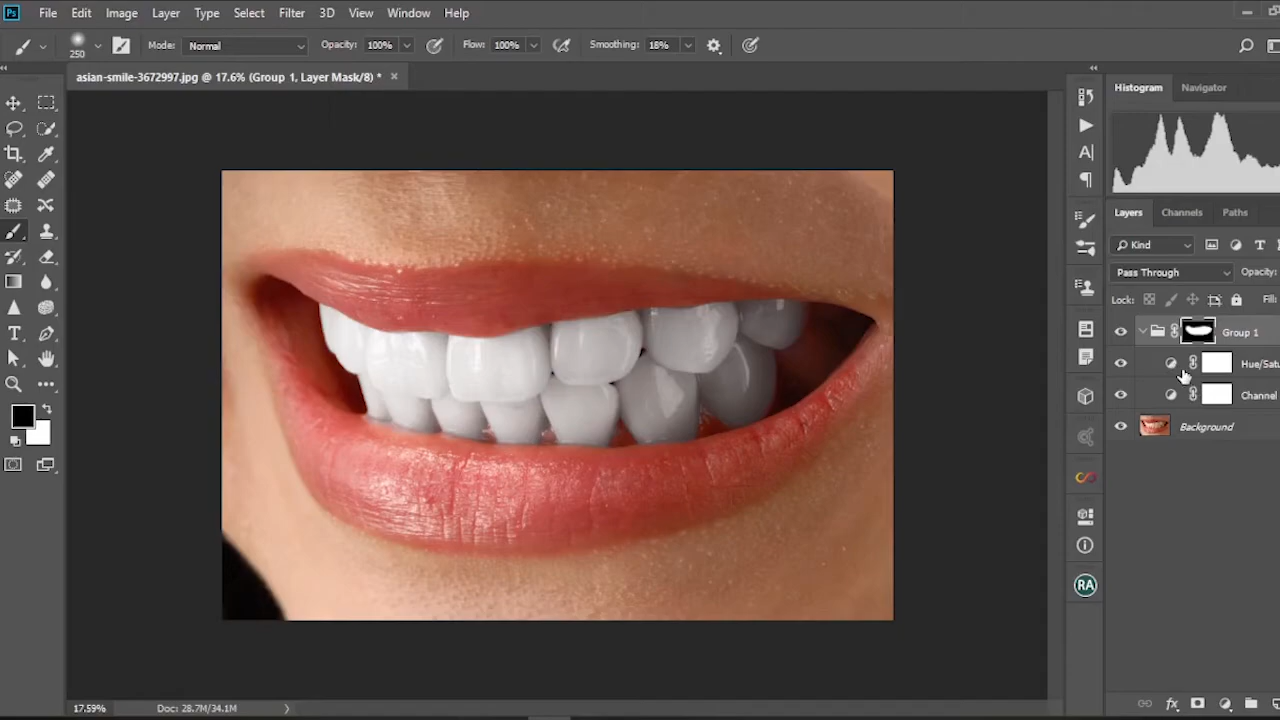 Ps File Edit Image Layer Type Select Filter 3D View Window Help
250 Mode: Normal Opacity: 100% Flow: 100% Smoothing: 18%
asian-smile-3672997.jpg @ 17.6% (Group 1, Layer Mask/8) *
Histogram Navigator
Layers Channels Paths
Kind
Pass Through Opacity:
Lock: Fill:
Group 1
Hue/Satu
Channel
Background
RA
17.59% Doc: 28.7M/34.1M